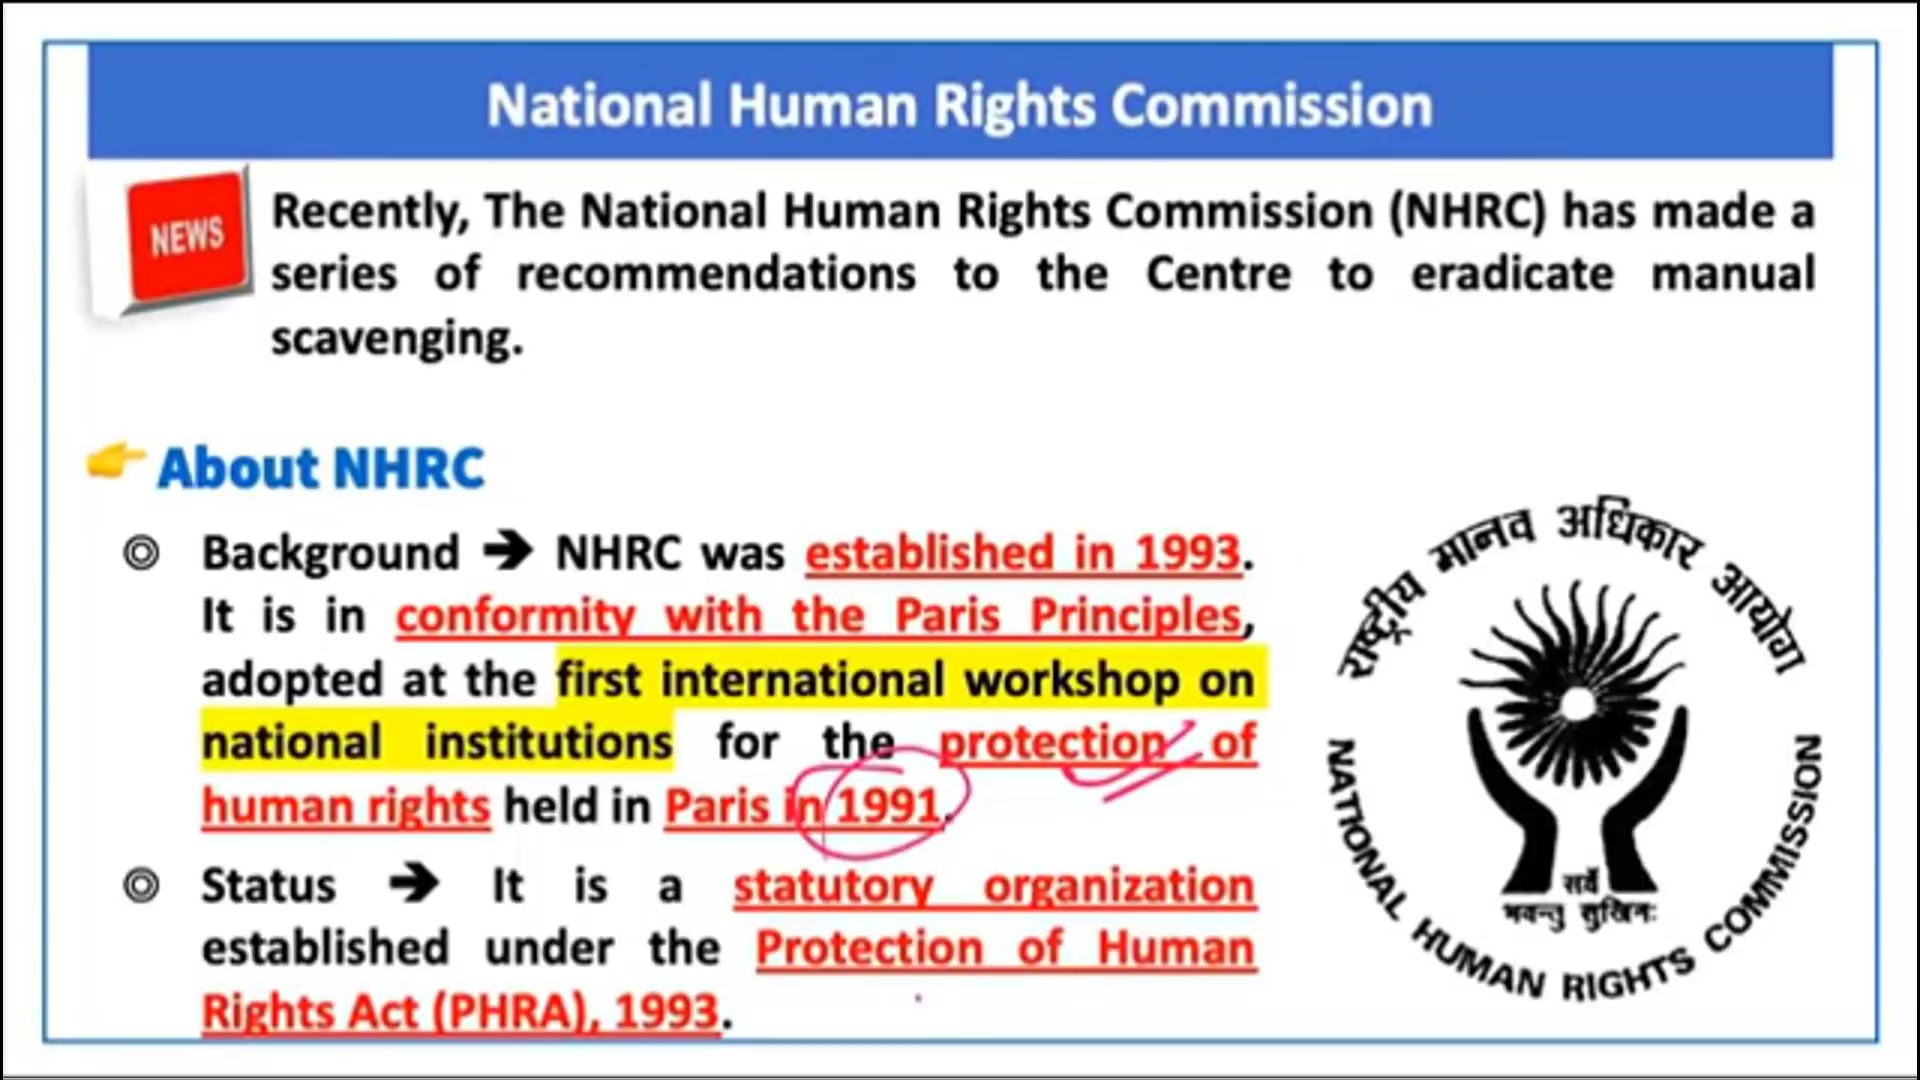 National Human Rights Commission
NEWS
Recently, The National Human Rights Commission (NHRC) has made a
series of recommendations to the Centre to eradicate manual
scavenging.
About NHRC
Background ➔ NHRC was established in 1993.
It is in conformity with the Paris Principles,
adopted at the first international workshop on
national institutions for the protection of
human rights held in Paris in 1991.
Status ➔ It is a statutory organization
established under the Protection of Human
Rights Act (PHRA), 1993.
राष्ट्रीय मानव अधिकार आयोग
सर्वे
भवन्तु सुखिनः
NATIONAL HUMAN RIGHTS COMMISSION